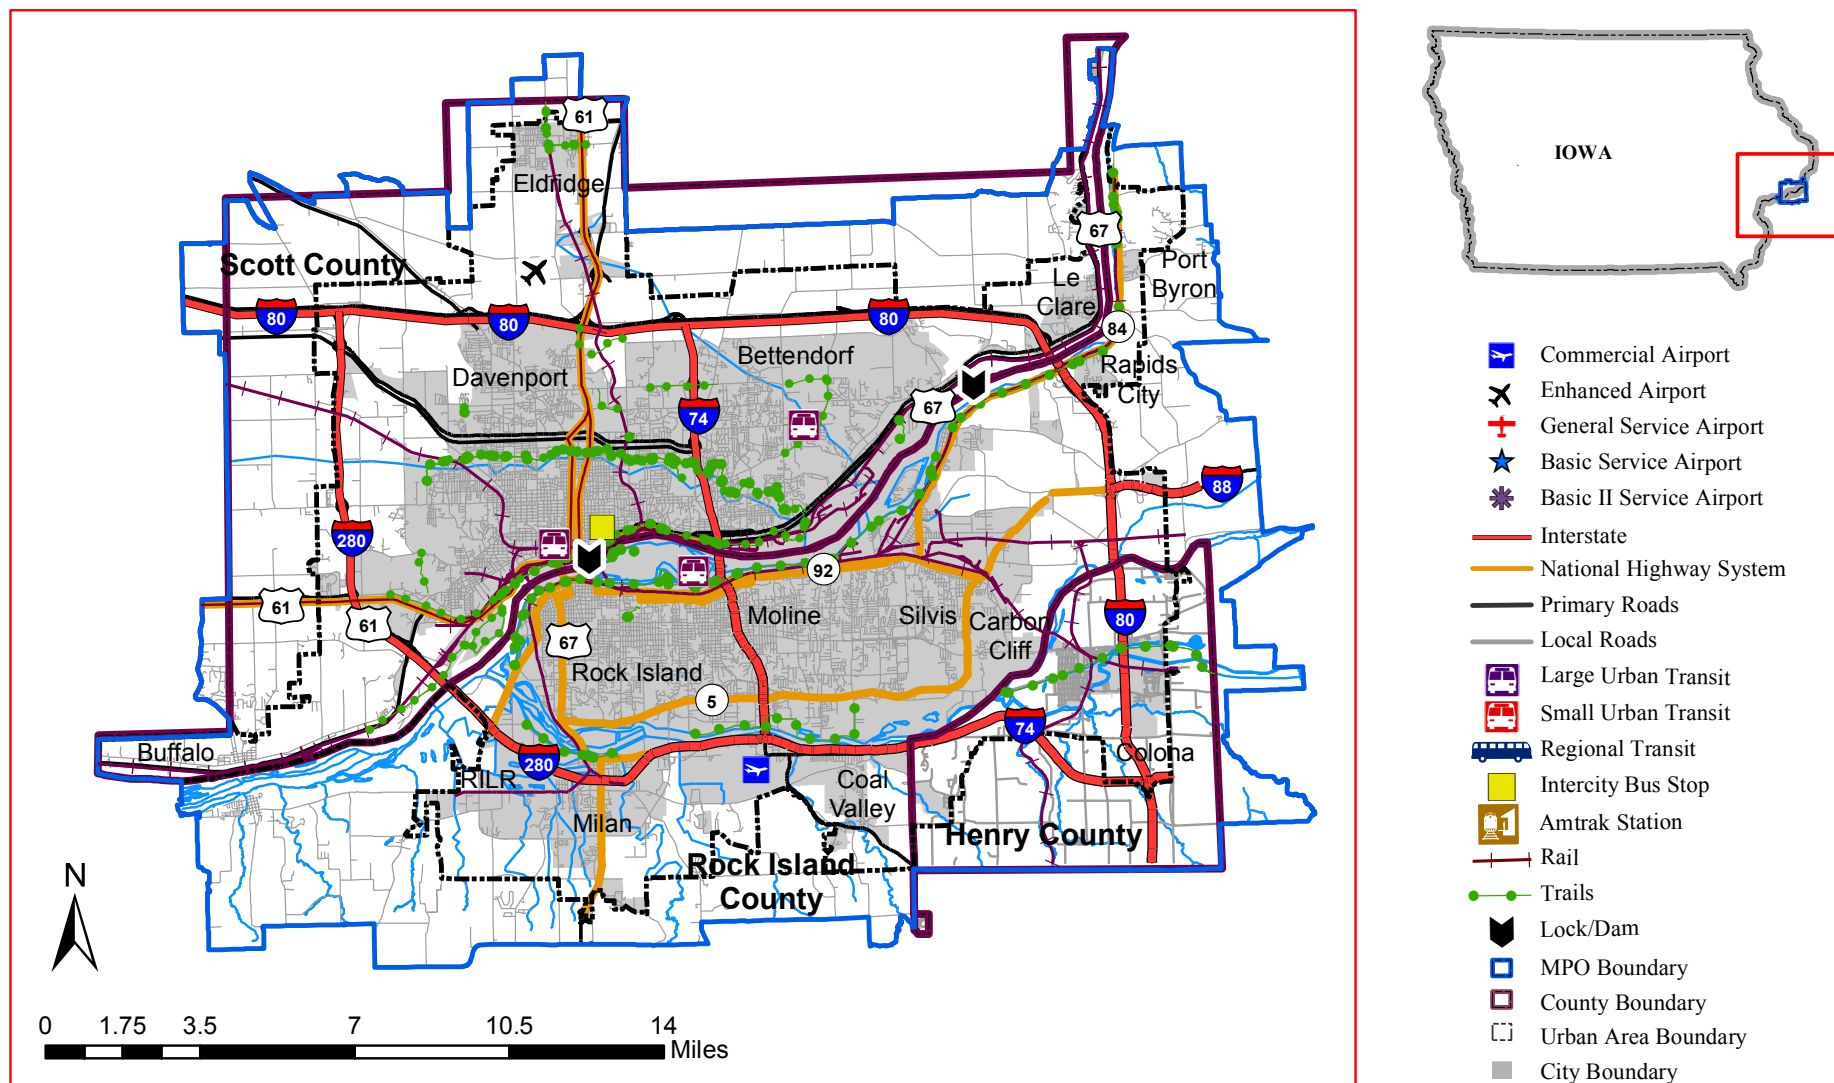 61
Eldridge
Scott County
67
Port
Byron
Le
Clare
80
80
80
84
Bettendorf
Davenport
Rapids
City
74
67
88
280
92
61
61
Moline
Silvis
Carbon
Cliff
80
67
Rock Island
5
74
Buffalo
280
RILR
Colona
Coal
Valley
Milan
Henry County
Rock Island
County
N
0 1.75 3.5 7 10.5 14
Miles
IOWA
Commercial Airport
Enhanced Airport
General Service Airport
Basic Service Airport
Basic II Service Airport
Interstate
National Highway System
Primary Roads
Local Roads
Large Urban Transit
Small Urban Transit
Regional Transit
Intercity Bus Stop
Amtrak Station
Rail
Trails
Lock/Dam
MPO Boundary
County Boundary
Urban Area Boundary
City Boundary